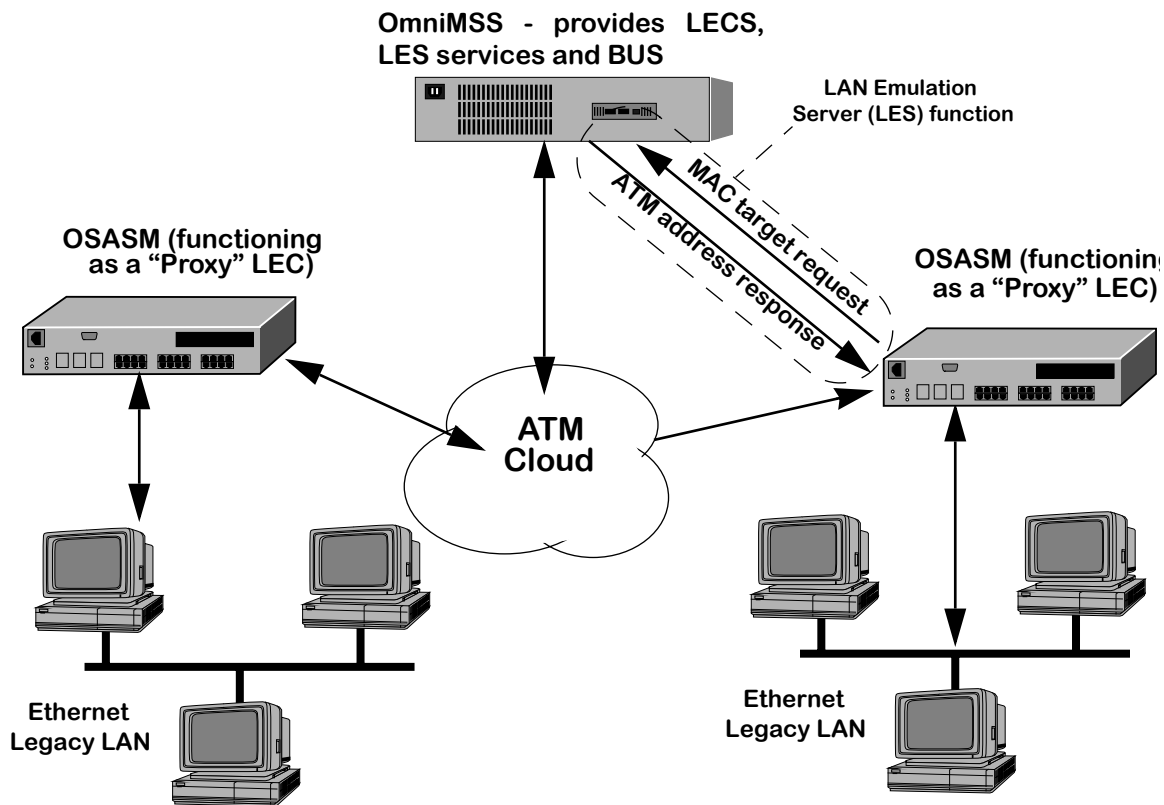 OmniMSS - provides LECS,
LES services and BUS
LAN Emulation
Server (LES) function
MAC target request
ATM address response
OSASM (functioning
as a “Proxy” LEC)
OSASM (functioning
as a “Proxy” LEC)
ATM
Cloud
Ethernet
Legacy LAN
Ethernet
Legacy LAN